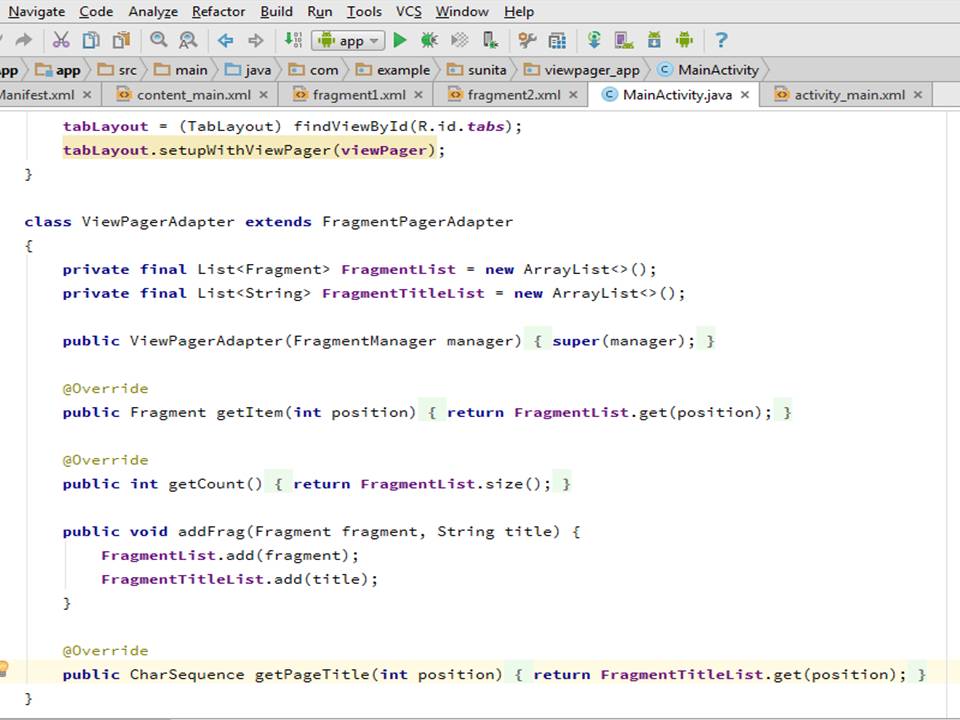 Navigate Code Analyze Refactor Build Run Tools VCS Window Help
app
app src main java com example sunita viewpager_app MainActivity
content_main.xml fragment1.xml fragment2.xml MainActivity.java activity_main.xml
tabLayout = (TabLayout) findViewById(R.id.tabs);
tabLayout.setupWithViewPager(viewPager);
}
class ViewPagerAdapter extends FragmentPagerAdapter
{
private final List<Fragment> FragmentList = new ArrayList<>();
private final List<String> FragmentTitleList = new ArrayList<>();
public ViewPagerAdapter(FragmentManager manager) { super(manager); }
@Override
public Fragment getItem(int position) { return FragmentList.get(position); }
@Override
public int getCount() { return FragmentList.size(); }
public void addFrag(Fragment fragment, String title) {
FragmentList.add(fragment);
FragmentTitleList.add(title);
}
@Override
public CharSequence getPageTitle(int position) { return FragmentTitleList.get(position); }
}